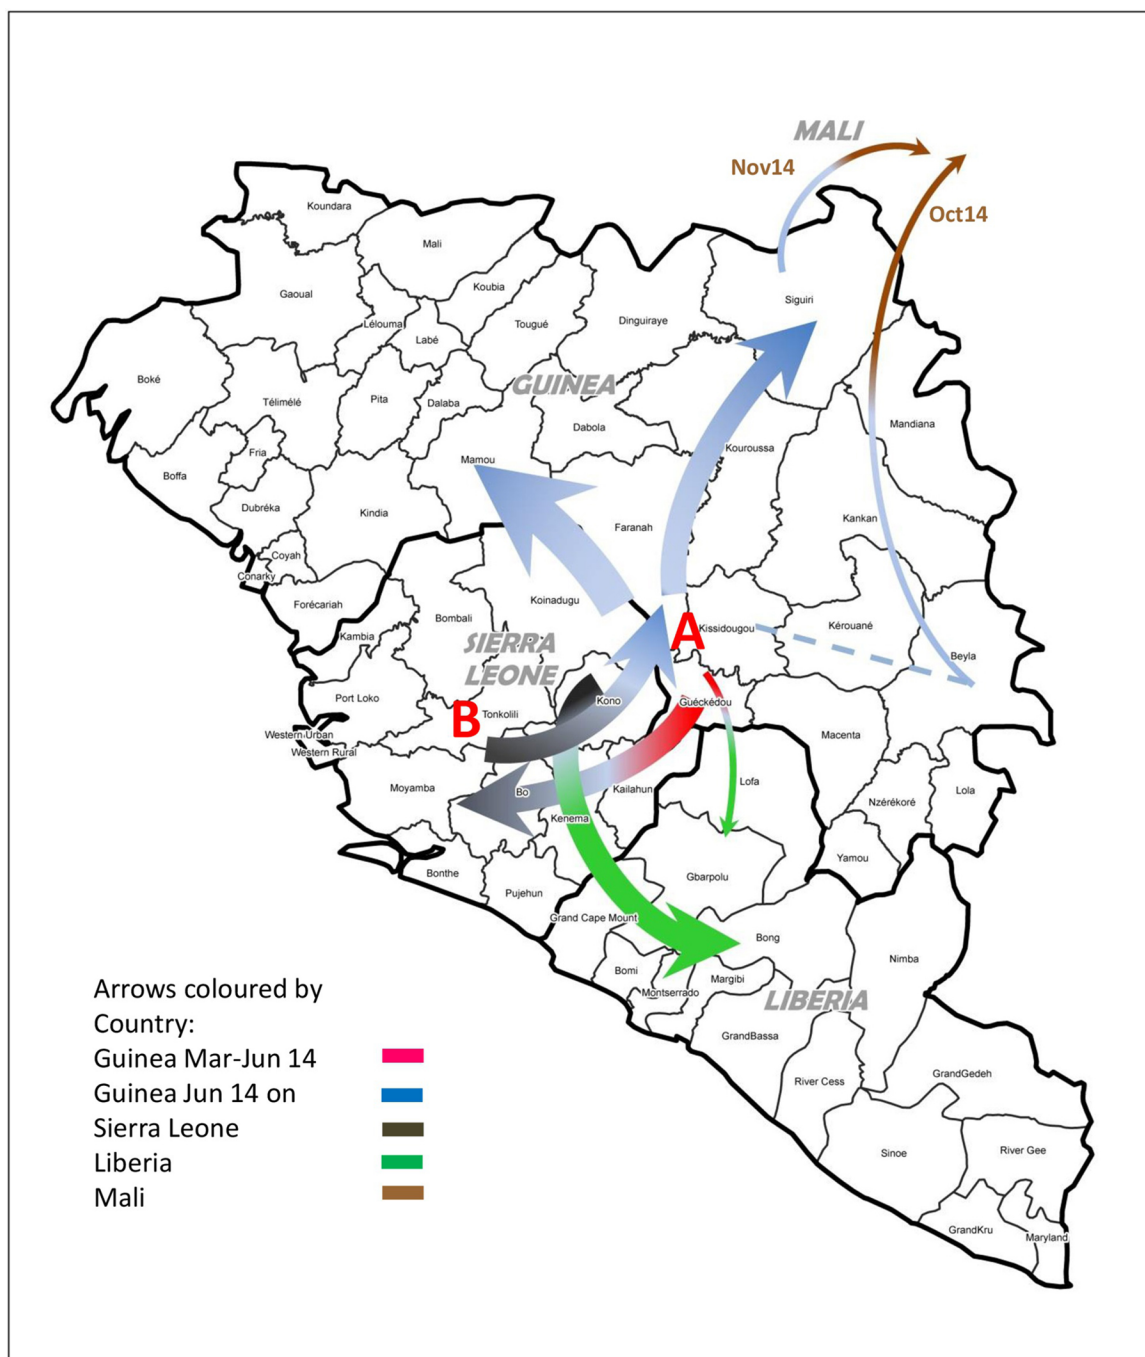 MALI
Nov14
Oct14
Koundara
Mali
Koubia
Gaoual
Siguiri
Lélouma
Tougué
Dinguiraye
Labé
Boké
GUINEA
Télimélé
Pita
Dalaba
Mandiana
Dabola
Kouroussa
Fria
Mamou
Boffa
Dubréka
Kindia
Faranah
Kankan
Coyah
Conarky
Forécariah
Koinadugu
Bombali
Kambia
A
Kissidougou
Kérouané
SIERRA
LEONE
Beyla
Port Loko
Kono
Guéckédou
B
Tonkolili
Western Urban
Western Rural
Macenta
Moyamba
Bo
Kailahun
Lofa
Lola
Nzérékoré
Kenema
Yamou
Bonthe
Pujehun
Gbarpolu
Grand Cape Mount
Bong
Nimba
Bomi
Margibi
Montserrado
LIBERIA
GrandBassa
River Cess
GrandGedeh
Sinoe
River Gee
GrandKru
Maryland
Arrows coloured by
Country:
Guinea Mar-Jun 14
Guinea Jun 14 on
Sierra Leone
Liberia
Mali